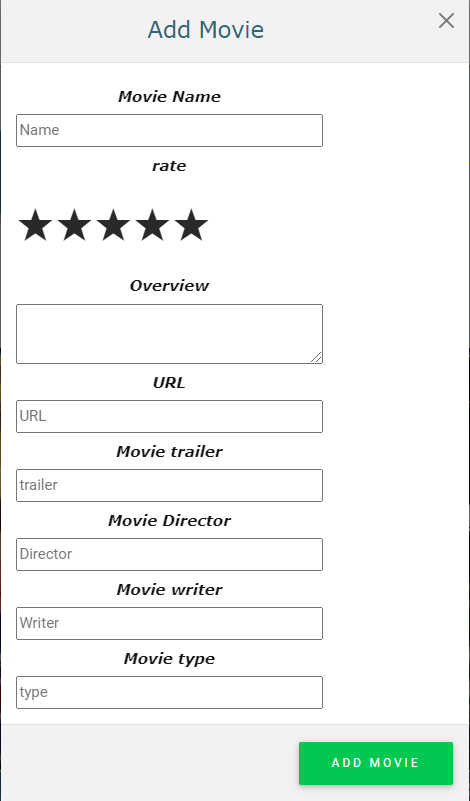 Add Movie
Movie Name
Name
rate
Overview
URL
URL
Movie trailer
trailer
Movie Director
Director
Movie writer
Writer
Movie type
type
ADD MOVIE